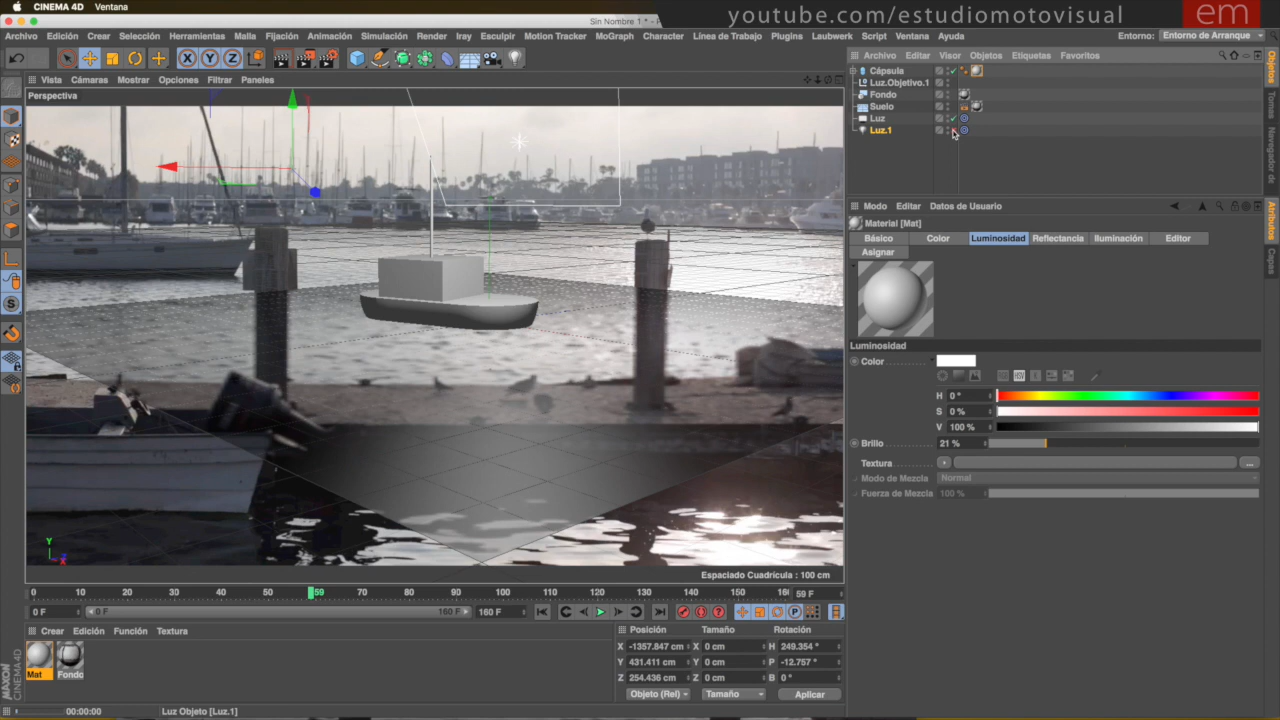 CINEMA 4D Ventana
Sin Nombre 1 * -
youtube.com/estudiomotovisual em
Archivo Edición Crear Selección Herramientas Malla Fijación Animación Simulación Render Iray Esculpir Motion Tracker MoGraph Character Línea de Trabajo Plugins Laubwerk Script Ventana Ayuda Entorno: Entorno de Arranque
X Y Z
Vista Cámaras Mostrar Opciones Filtrar Paneles
Perspectiva
Archivo Editar Visor Objetos Etiquetas Favoritos
Cápsula
Luz.Objetivo.1
Fondo
Suelo
Luz
Luz.1
Objetos
Tomas
Navegador de
Modo Editar Datos de Usuario
Material [Mat]
Básico Color Luminosidad Reflectancia Iluminación Editor
Asignar
Atributos
Capas
Luminosidad
Color
H 0 °
S 0 %
V 100 %
Brillo 21 %
Textura ...
Modo de Mezcla Normal
Fuerza de Mezcla 100 %
Y
Z
X
Espaciado Cuadrícula : 100 cm
0 10 20 30 40 50 59 70 80 90 100 110 120 130 140 150 16 59 F
0 F 0 F 160 F 160 F
P
Crear Edición Función Textura
Mat Fondo
MAXON CINEMA 4D
Posición Tamaño Rotación
X -1357.847 cm X 0 cm H 249.354 °
Y 431.411 cm Y 0 cm P -12.757 °
Z 254.436 cm Z 0 cm B 0 °
Objeto (Rel) Tamaño Aplicar
00:00:00 Luz Objeto [Luz.1]